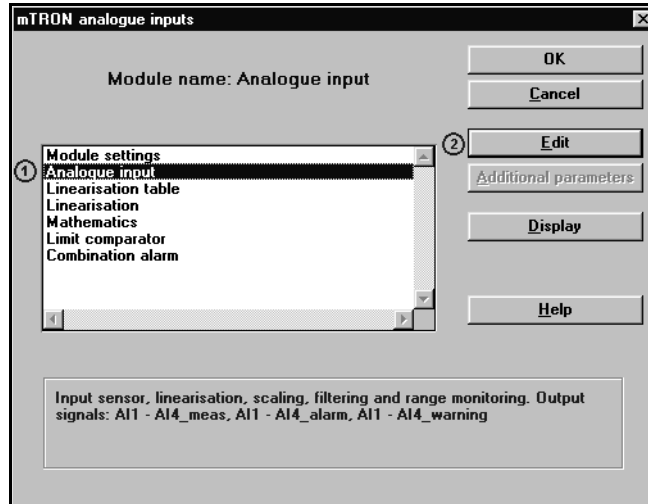 mTRON analogue inputs
Module name: Analogue input
OK
Cancel
1
Module settings
Analogue input
Linearisation table
Linearisation
Mathematics
Limit comparator
Combination alarm
2
Edit
Additional parameters
Display
Help
Input sensor, linearisation, scaling, filtering and range monitoring. Output
signals: AI1 - AI4_meas, AI1 - AI4_alarm, AI1 - AI4_warning